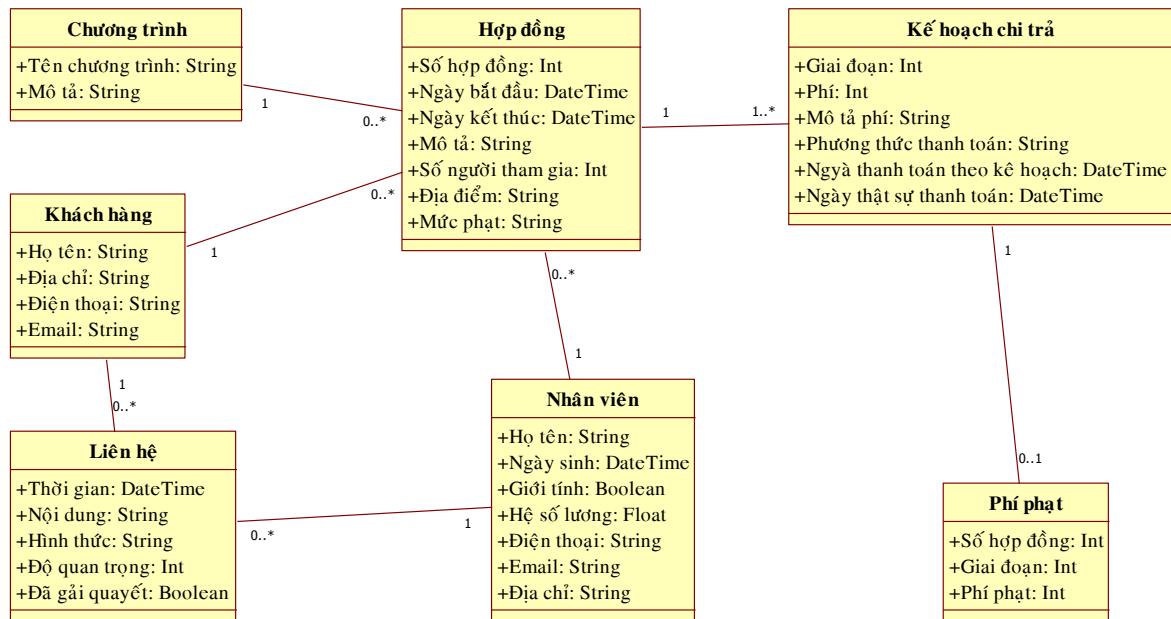 Chương trình
+Tên chương trình: String
+Mô tả: String
1
0..*
Hợp đồng
+Số hợp đồng: Int
+Ngày bắt đầu: DateTime
+Ngày kết thúc: DateTime
+Mô tả: String
+Số người tham gia: Int
+Địa điểm: String
+Mức phạt: String
1
1..*
Kế hoạch chi trả
+Giai đoạn: Int
+Phí: Int
+Mô tả phí: String
+Phương thức thanh toán: String
+Ngyà thanh toán theo kê hoạch: DateTime
+Ngày thật sự thanh toán: DateTime
Khách hàng
+Họ tên: String
+Địa chỉ: String
+Điện thoại: String
+Email: String
1
0..*
1
0..*
0..*
1
1
0..1
Liên hệ
+Thời gian: DateTime
+Nội dung: String
+Hình thức: String
+Độ quan trọng: Int
+Đã gải quyết: Boolean
0..*
1
Nhân viên
+Họ tên: String
+Ngày sinh: DateTime
+Giới tính: Boolean
+Hệ số lương: Float
+Điện thoại: String
+Email: String
+Địa chỉ: String
Phí phạt
+Số hợp đồng: Int
+Giai đoạn: Int
+Phí phạt: Int